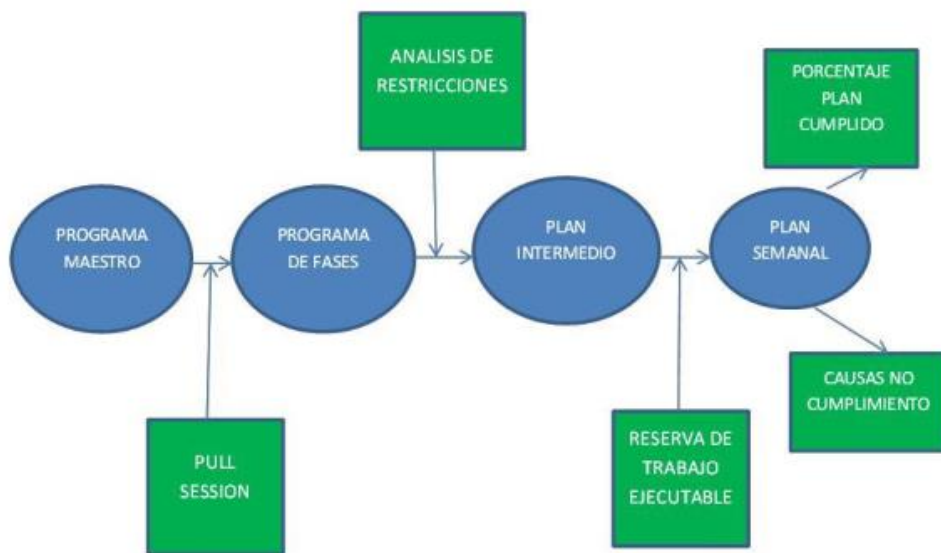 ANALISIS DE
RESTRICCIONES
PORCENTAJE
PLAN
CUMPLIDO
PROGRAMA
MAESTRO
PROGRAMA
DE FASES
PLAN
INTERMEDIO
PLAN
SEMANAL
PULL
SESSION
RESERVA DE
TRABAJO
EJECUTABLE
CAUSAS NO
CUMPLIMIENTO